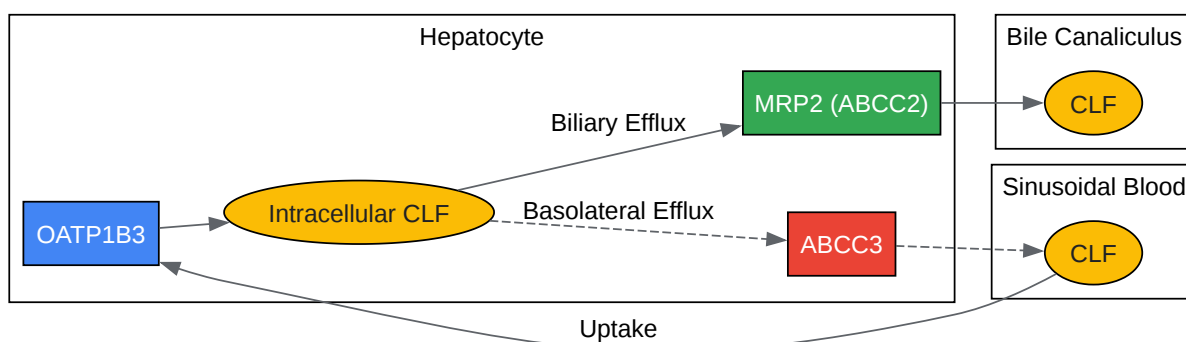 Hepatocyte
Bile Canaliculus
MRP2 (ABCC2)
CLF
Biliary Efflux
Sinusoidal Blood
OATP1B3
Intracellular CLF
Basolateral Efflux
ABCC3
CLF
Uptake